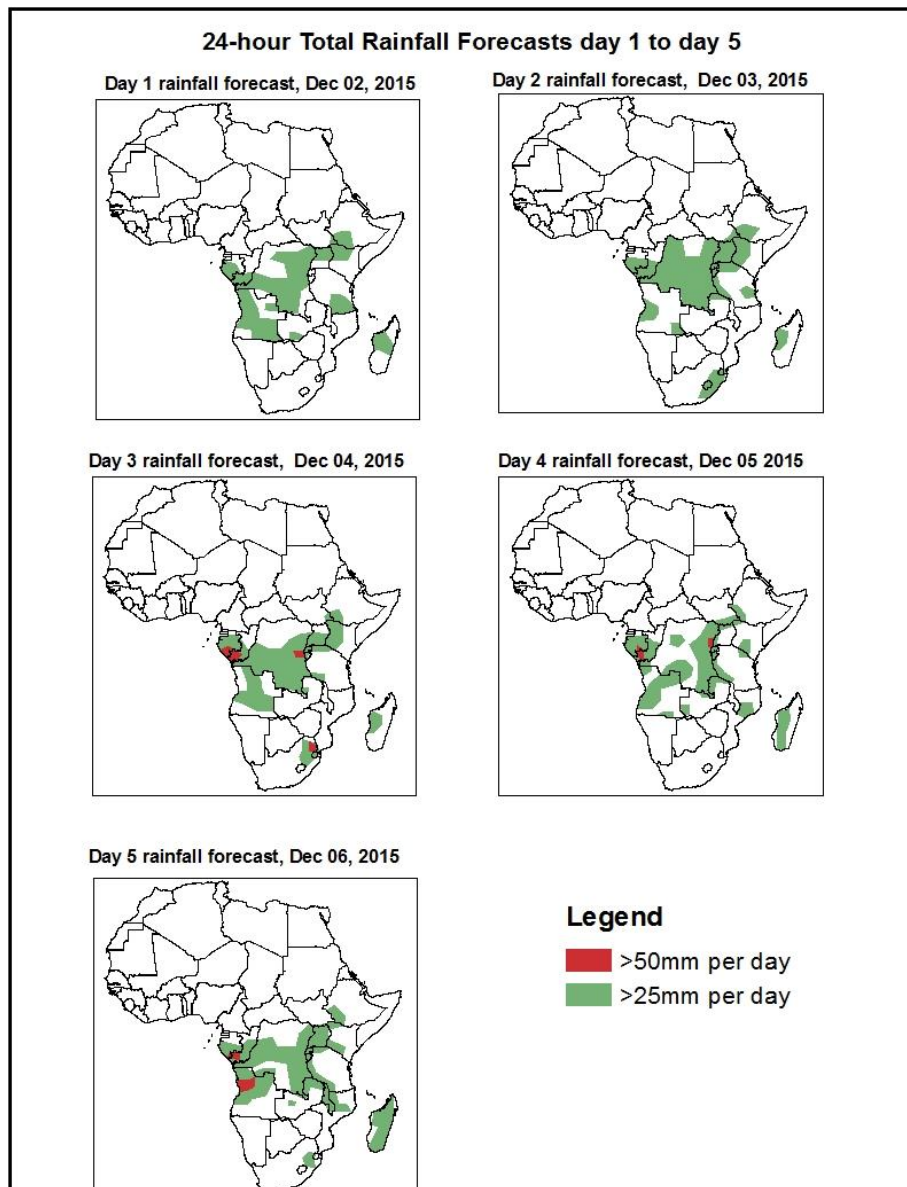 24-hour Total Rainfall Forecasts day 1 to day 5
Day 1 rainfall forecast, Dec 02, 2015
Day 2 rainfall forecast, Dec 03, 2015
Day 3 rainfall forecast, Dec 04, 2015
Day 4 rainfall forecast, Dec 05 2015
Day 5 rainfall forecast, Dec 06, 2015
Legend
>50mm per day
>25mm per day